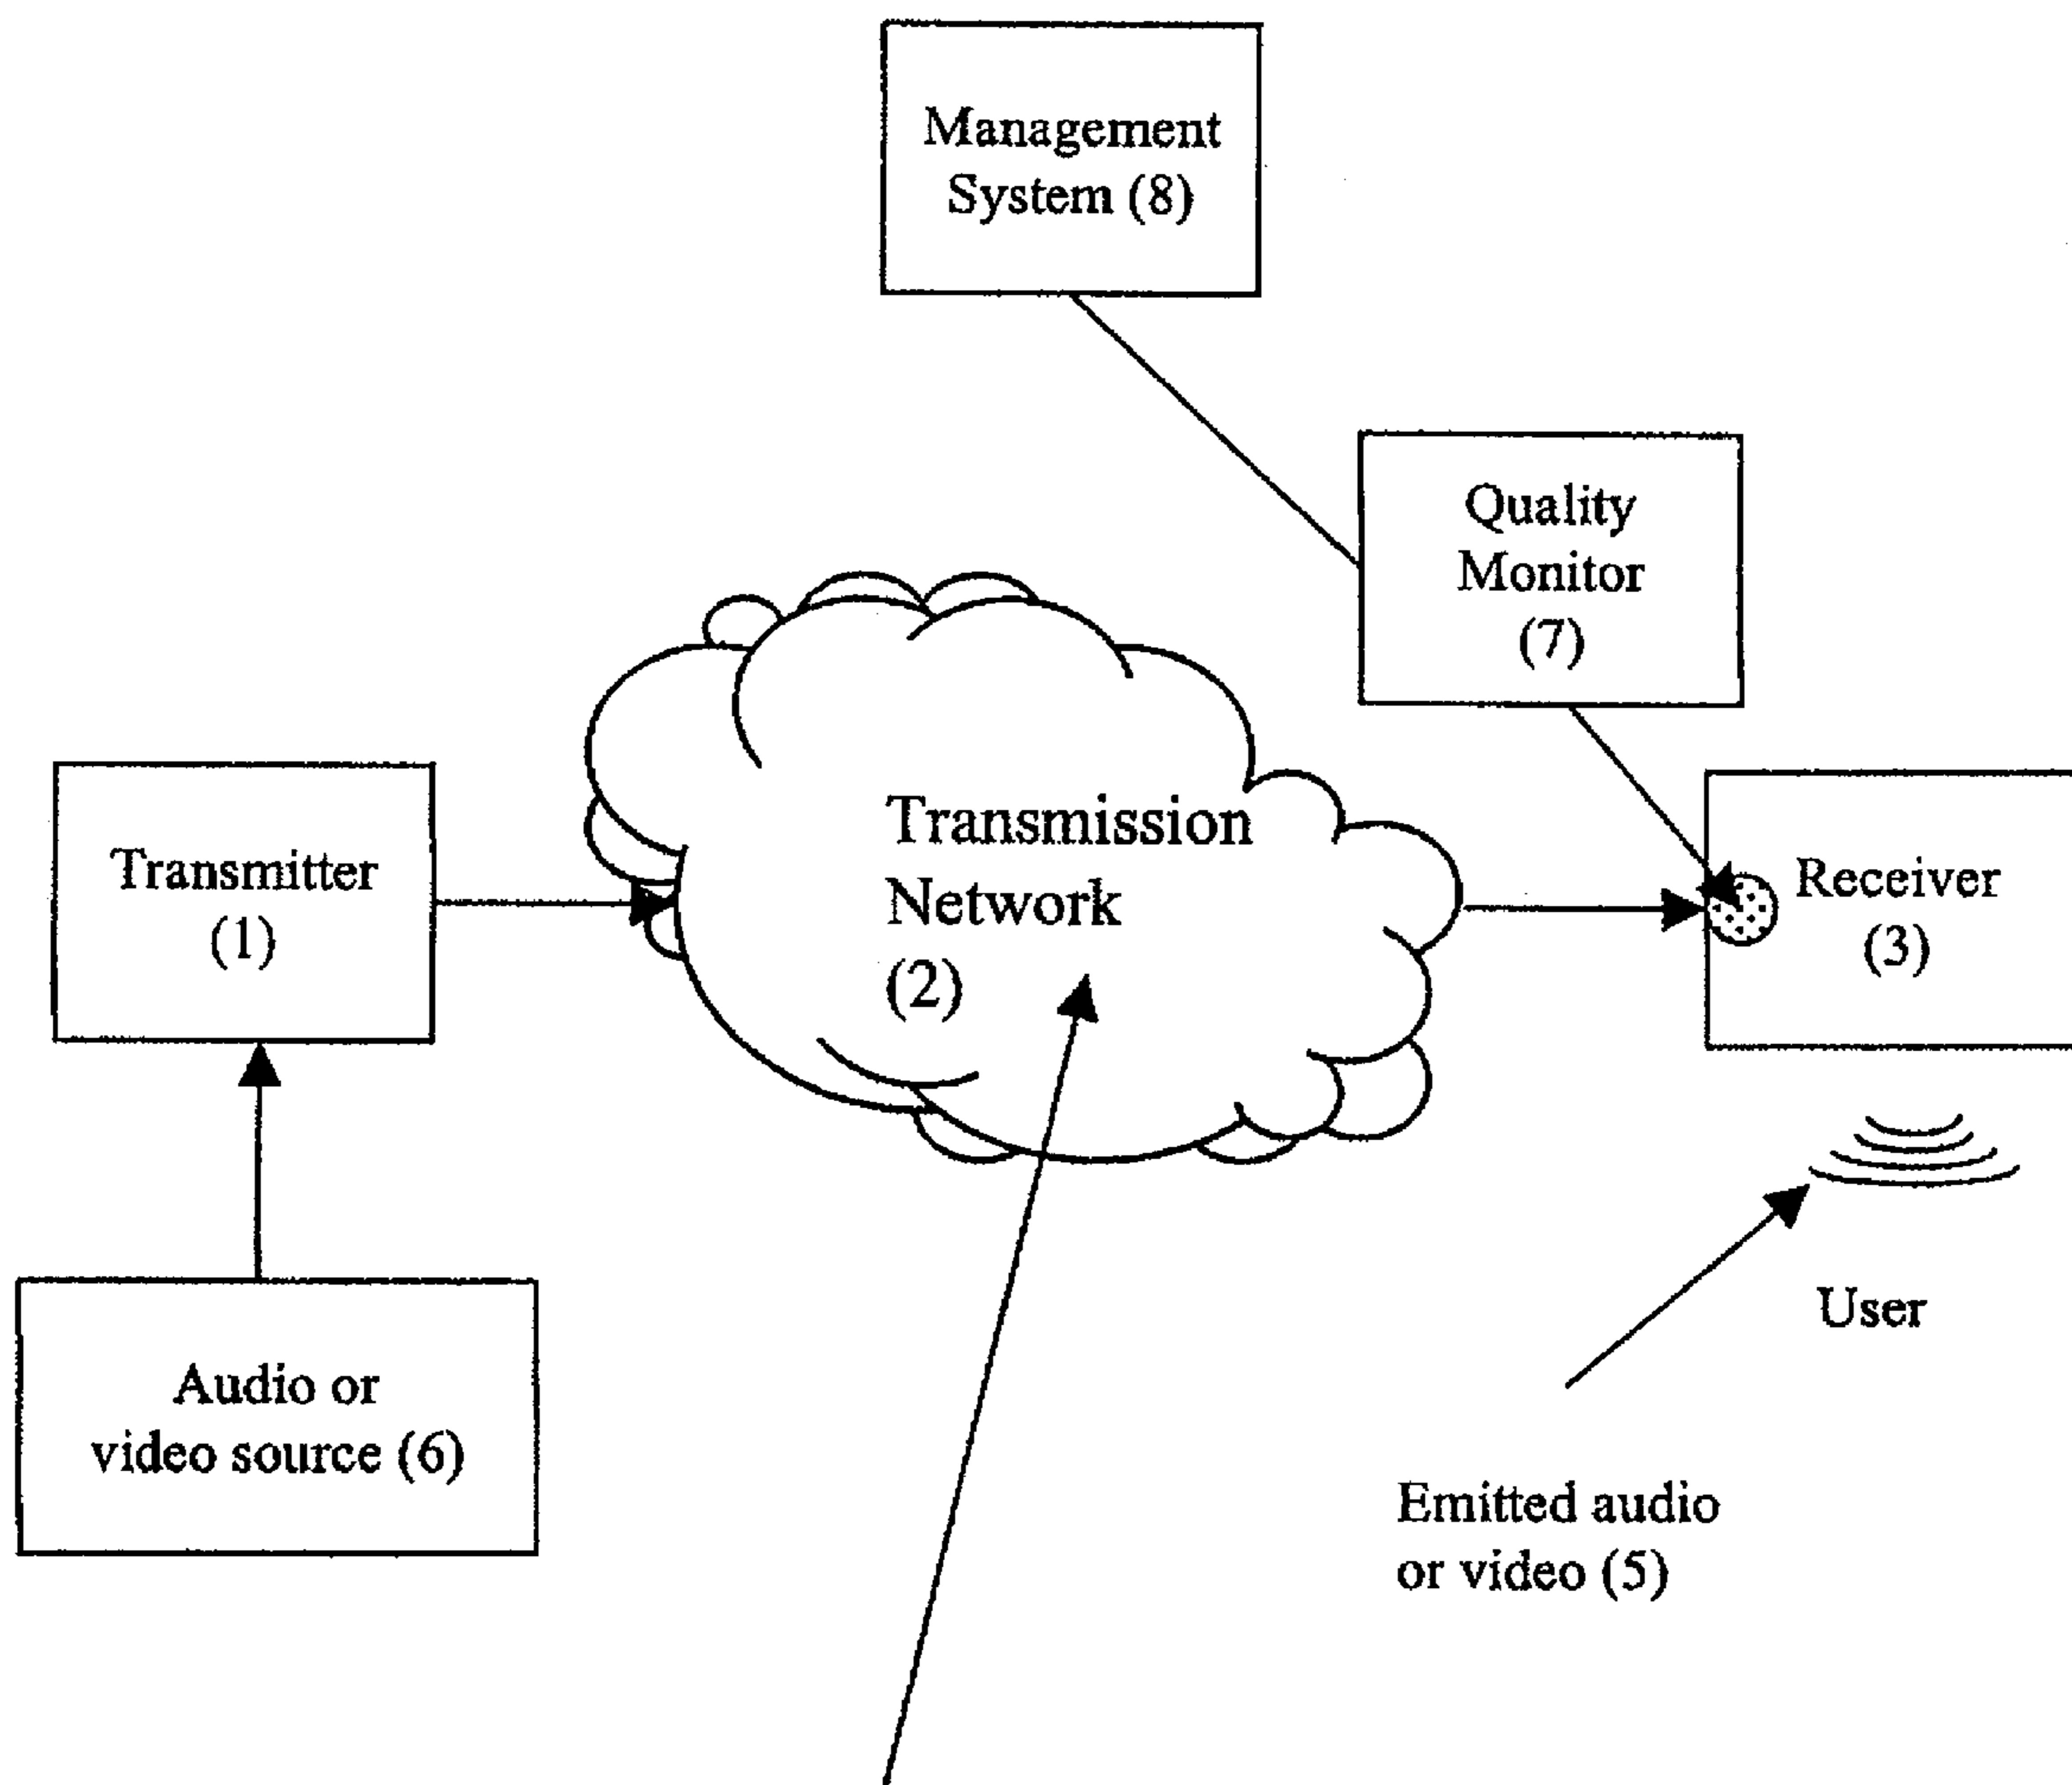 Management
System (8)
Quality
Monitor
(7)
Transmission
Network
(2)
Transmitter
(1)
Receiver
(3)
User
Audio or
video source (6)
Emitted audio
or video (5)